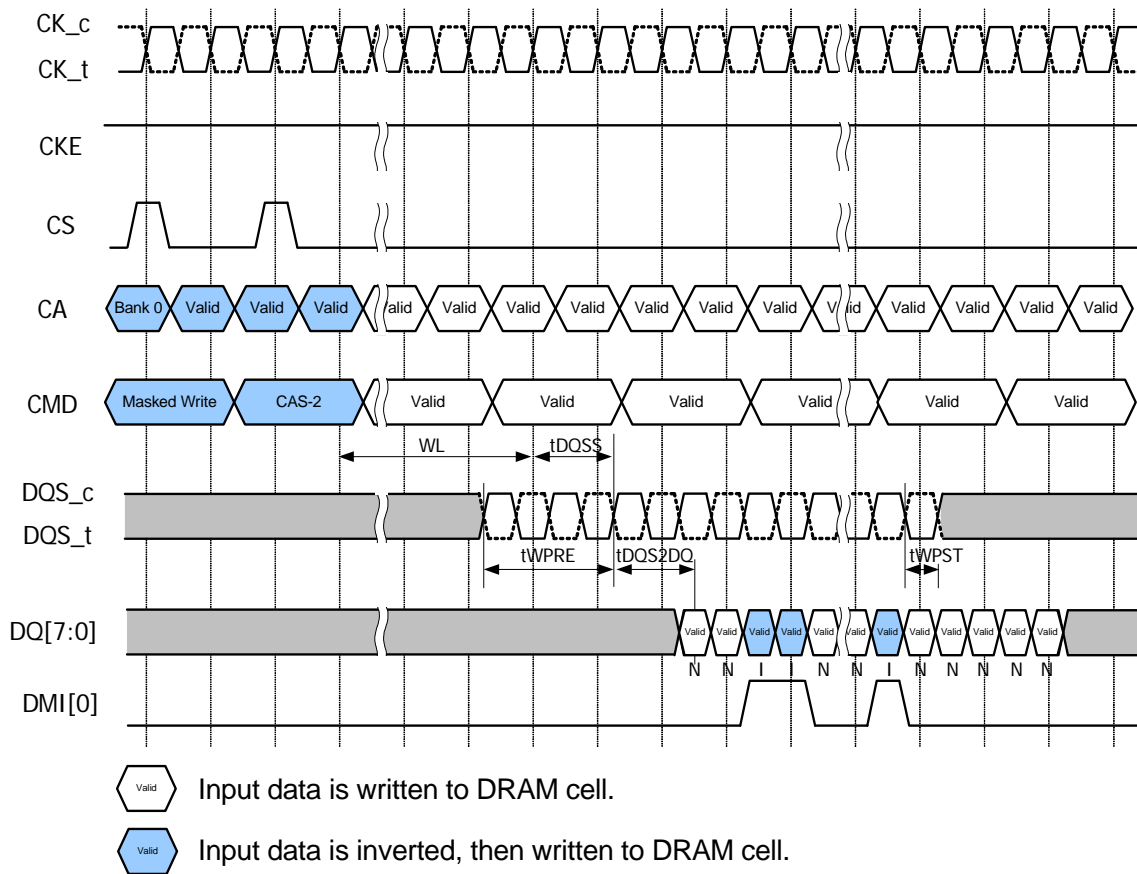 CK_c
CK_t
CKE
CS
CA Bank 0 Valid Valid Valid alid Valid Valid Valid Valid Valid Valid V lid Valid Valid Valid Valid
CMD Masked Write CAS-2 Valid Valid Valid Valid Valid Valid
WL tDQSS
DQS_c
DQS_t
tWPRE tDQS2DQ tWPST
DQ[7:0] Valid Valid Valid Valid Valid Valid Valid Valid Valid Valid Valid Valid
N N I I N N I N N N N N
DMI[0]
Valid Input data is written to DRAM cell.
Valid Input data is inverted, then written to DRAM cell.